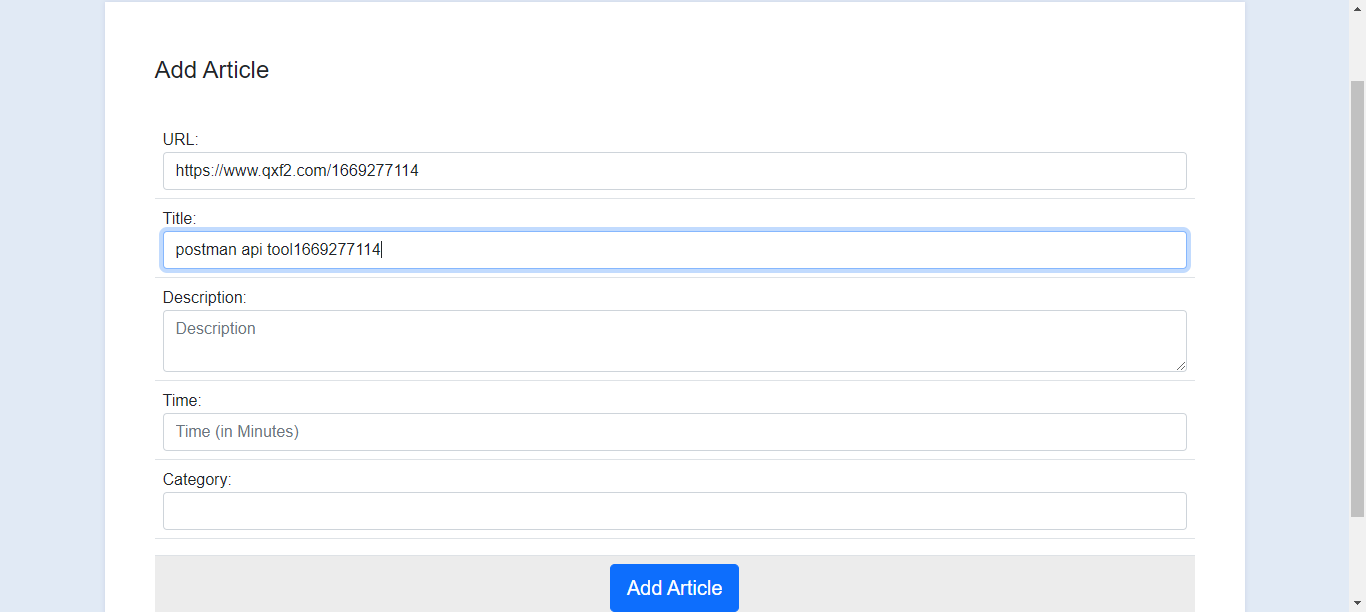 Add Article
URL:
https://www.qxf2.com/1669277114
Title:
postman api tool1669277114
Description:
Description
Time:
Time (in Minutes)
Category:
Add Article